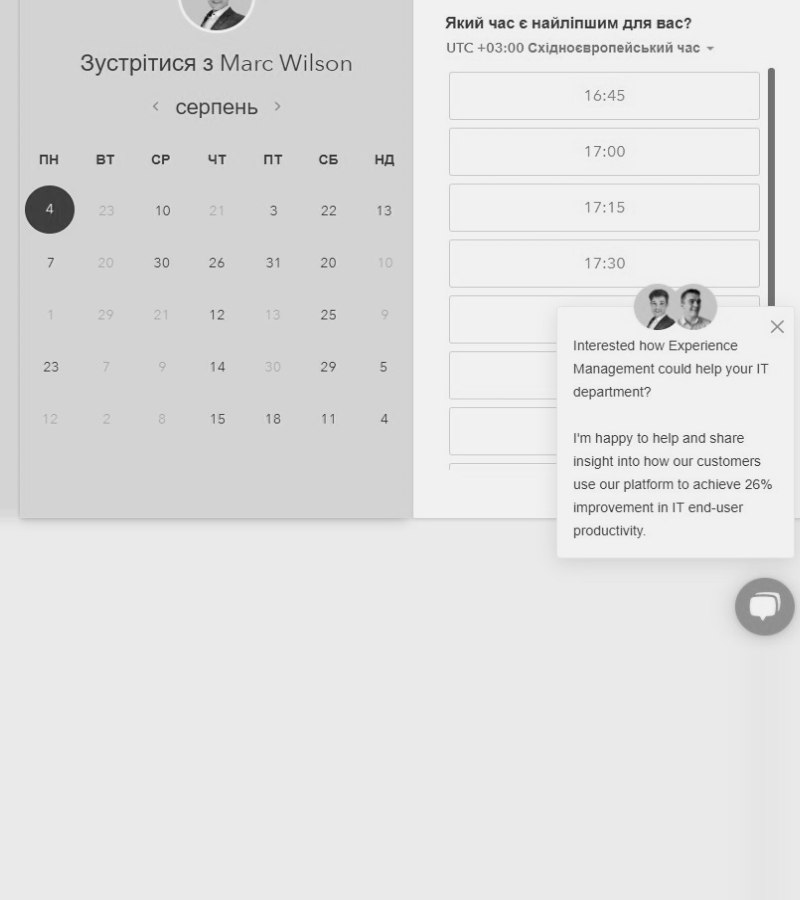 Зустрітися з Marc Wilson
серпень
ПН ВТ СР ЧТ ПТ СБ НД
4 23 10 21 3 22 13
7 20 30 26 31 20 10
1 29 21 12 13 25 9
23 7 9 14 30 29 5
12 2 8 15 18 11 4
Який час є найліпшим для вас?
UTC +03:00 Східноєвропейський час
16:45
17:00
17:15
17:30
Interested how Experience
Management could help your IT
department?
I'm happy to help and share
insight into how our customers
use our platform to achieve 26%
improvement in IT end-user
productivity.